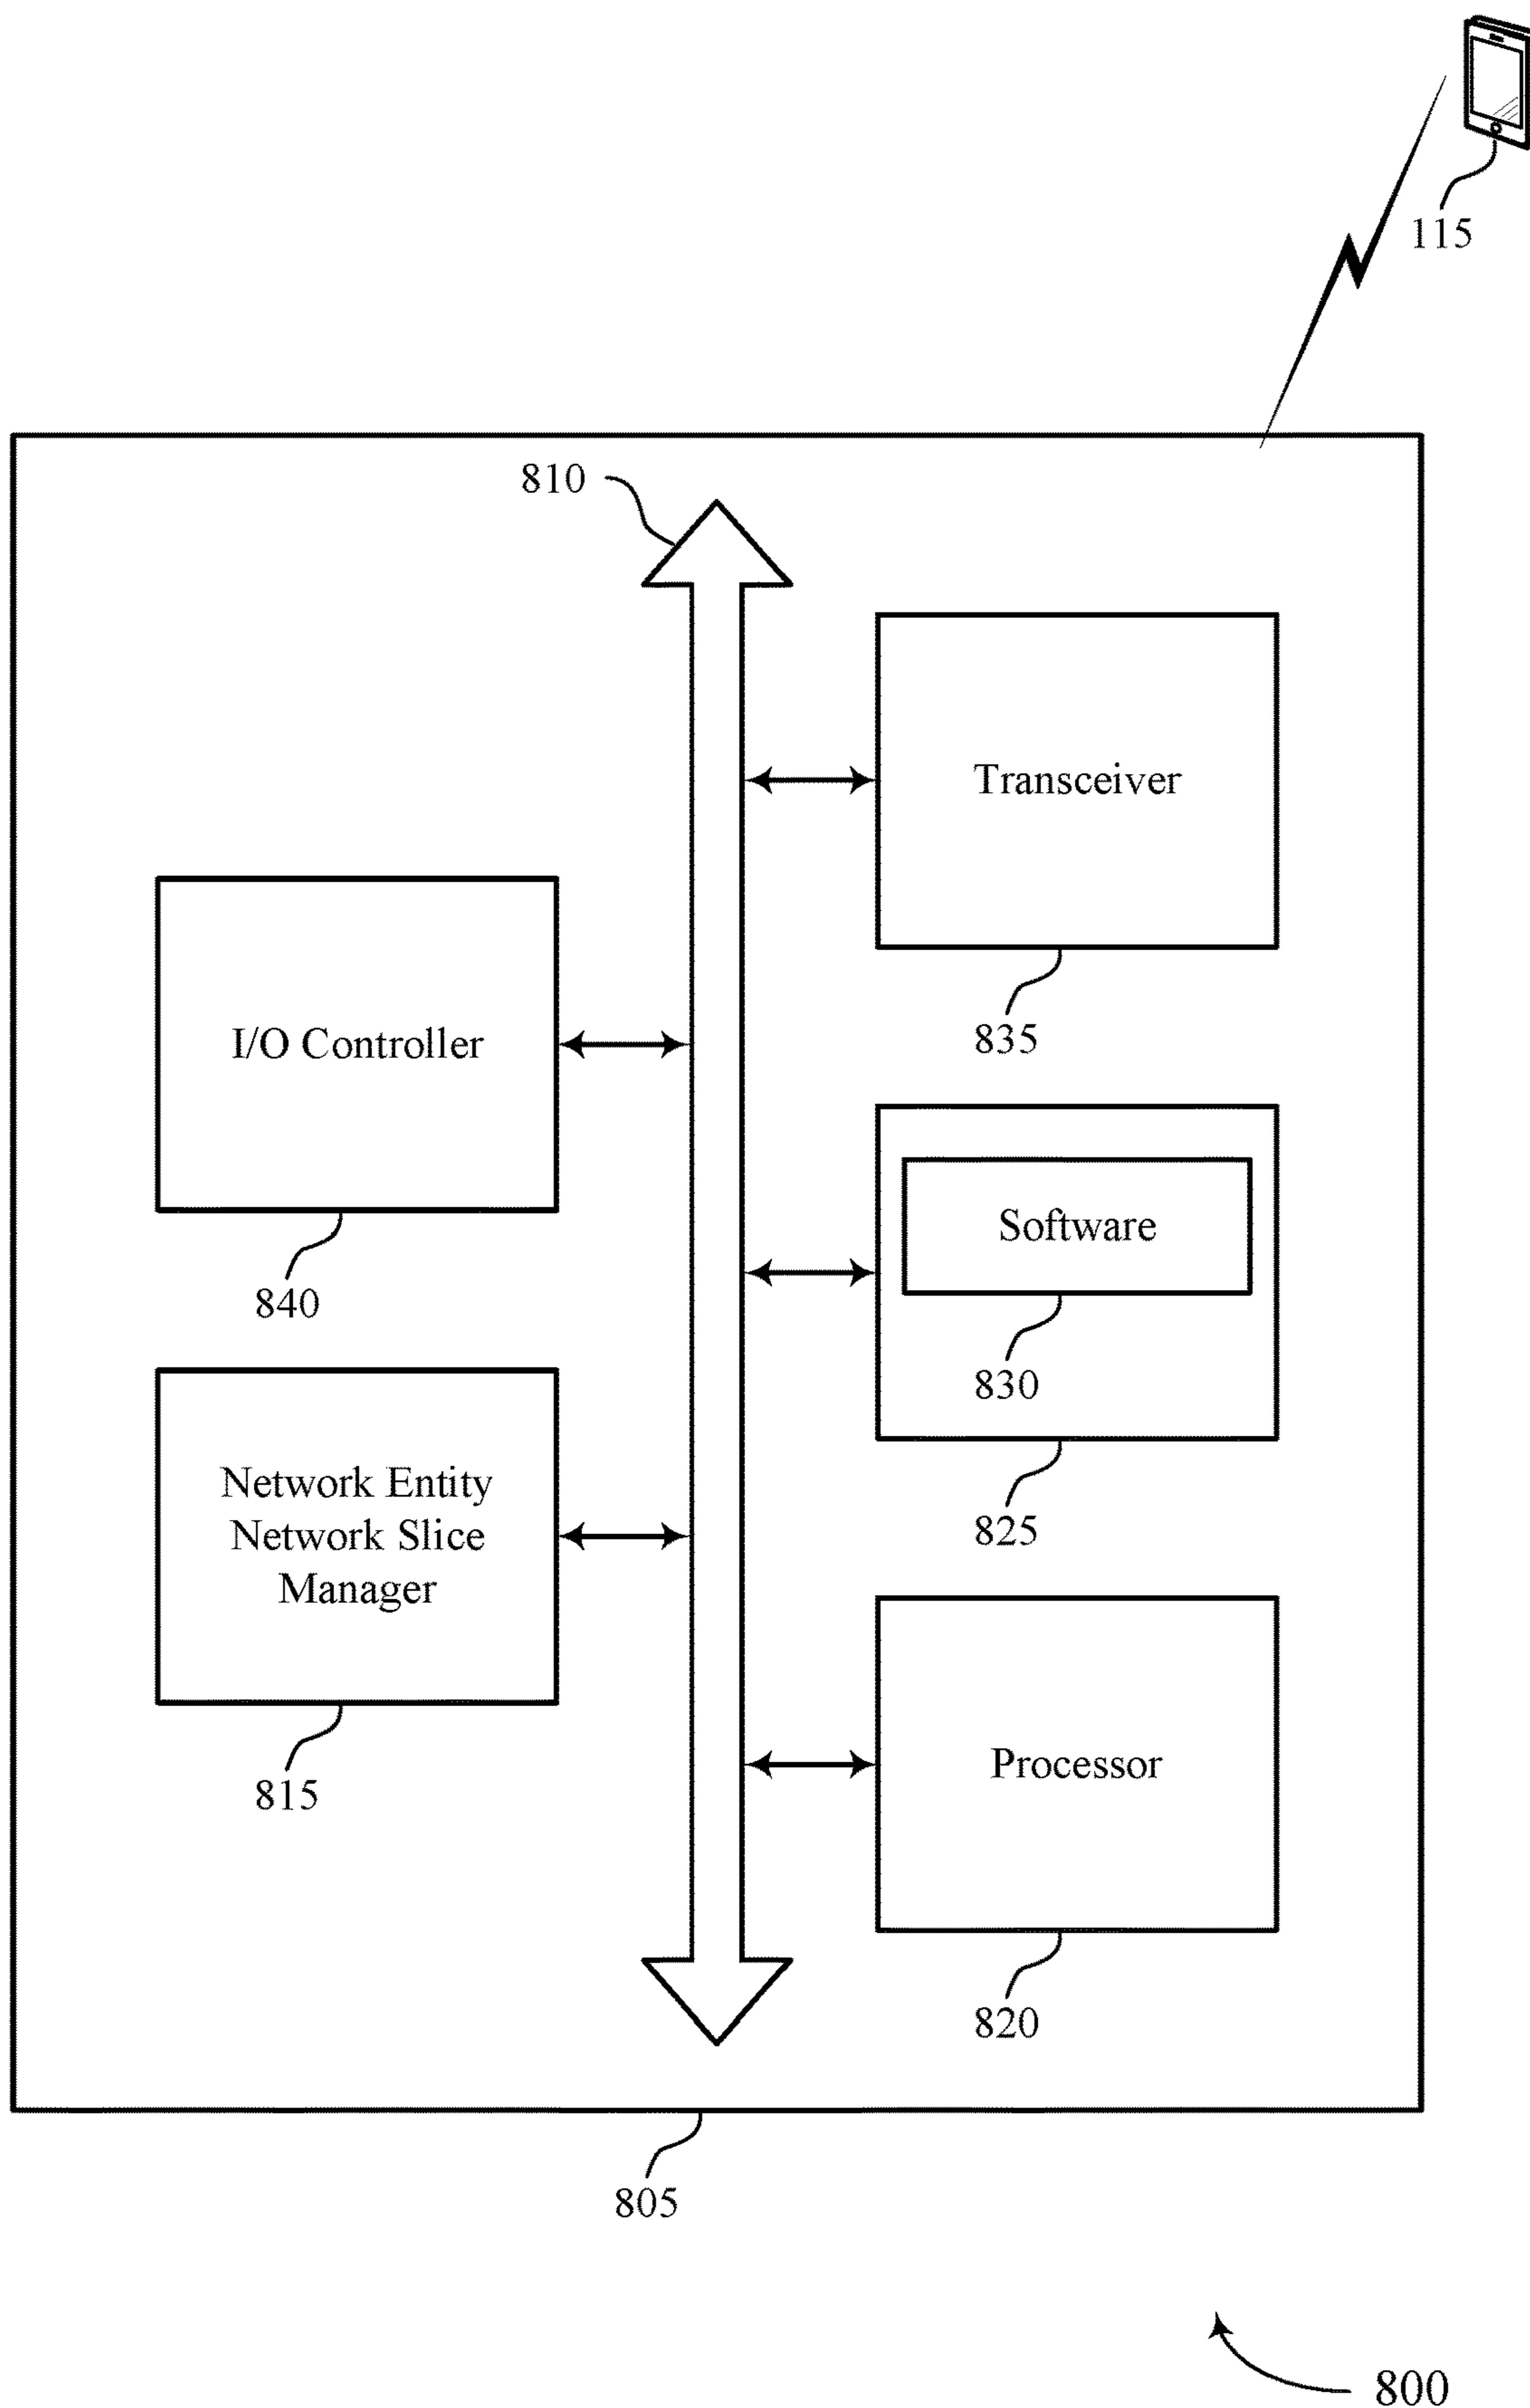 115
810
Transceiver
835
I/O Controller
840
Software
830
825
Network Entity
Network Slice
Manager
815
Processor
820
805
800